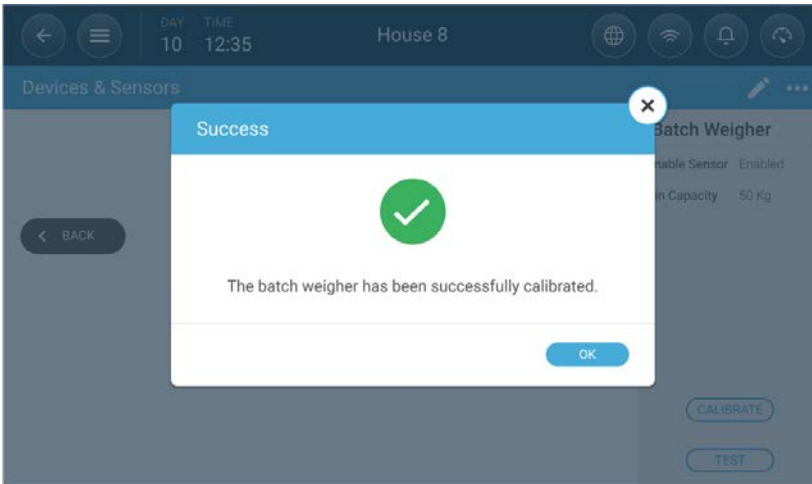 DAY TIME
10 12:35
House 8
Devices & Sensors
Success
Batch Weigher
nable Sensor Enabled
in Capacity 50 Kg
BACK
The batch weigher has been successfully calibrated.
OK
CALIBRATE
TEST